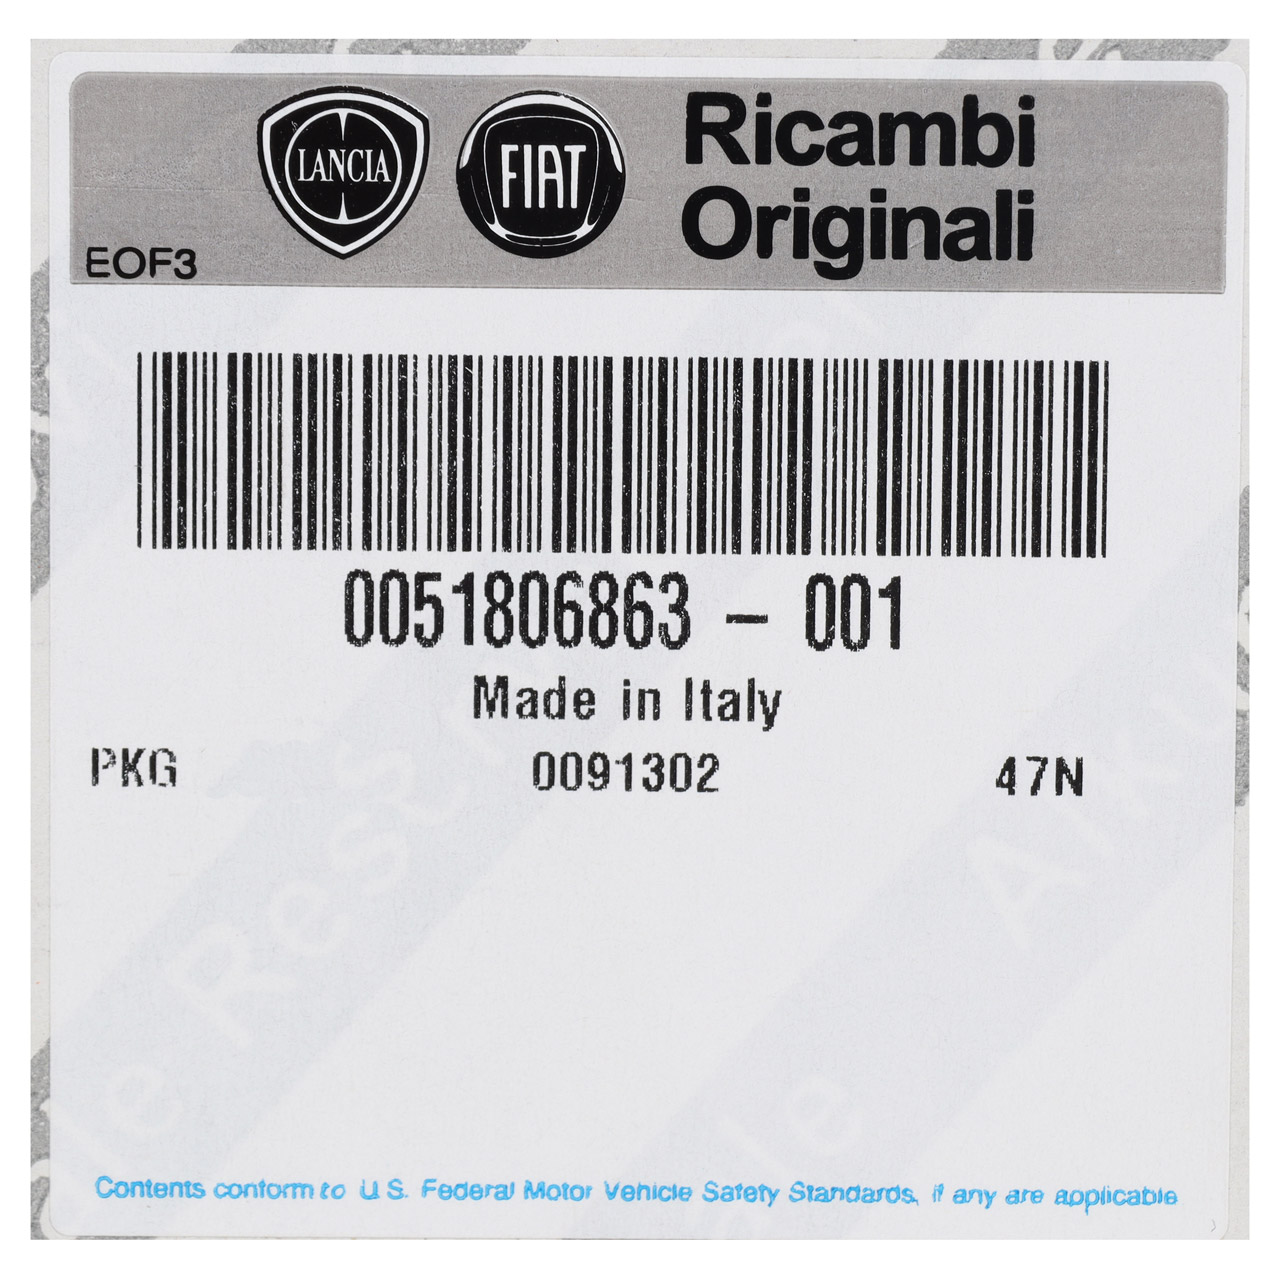 LANCIA
FIAT
Ricambi
Originali
EOF3
0051806863 - 001
Made in Italy
PKG 0091302 47N
Contents conform to U.S. Federal Motor Vehicle Safety Standards, if any are applicable